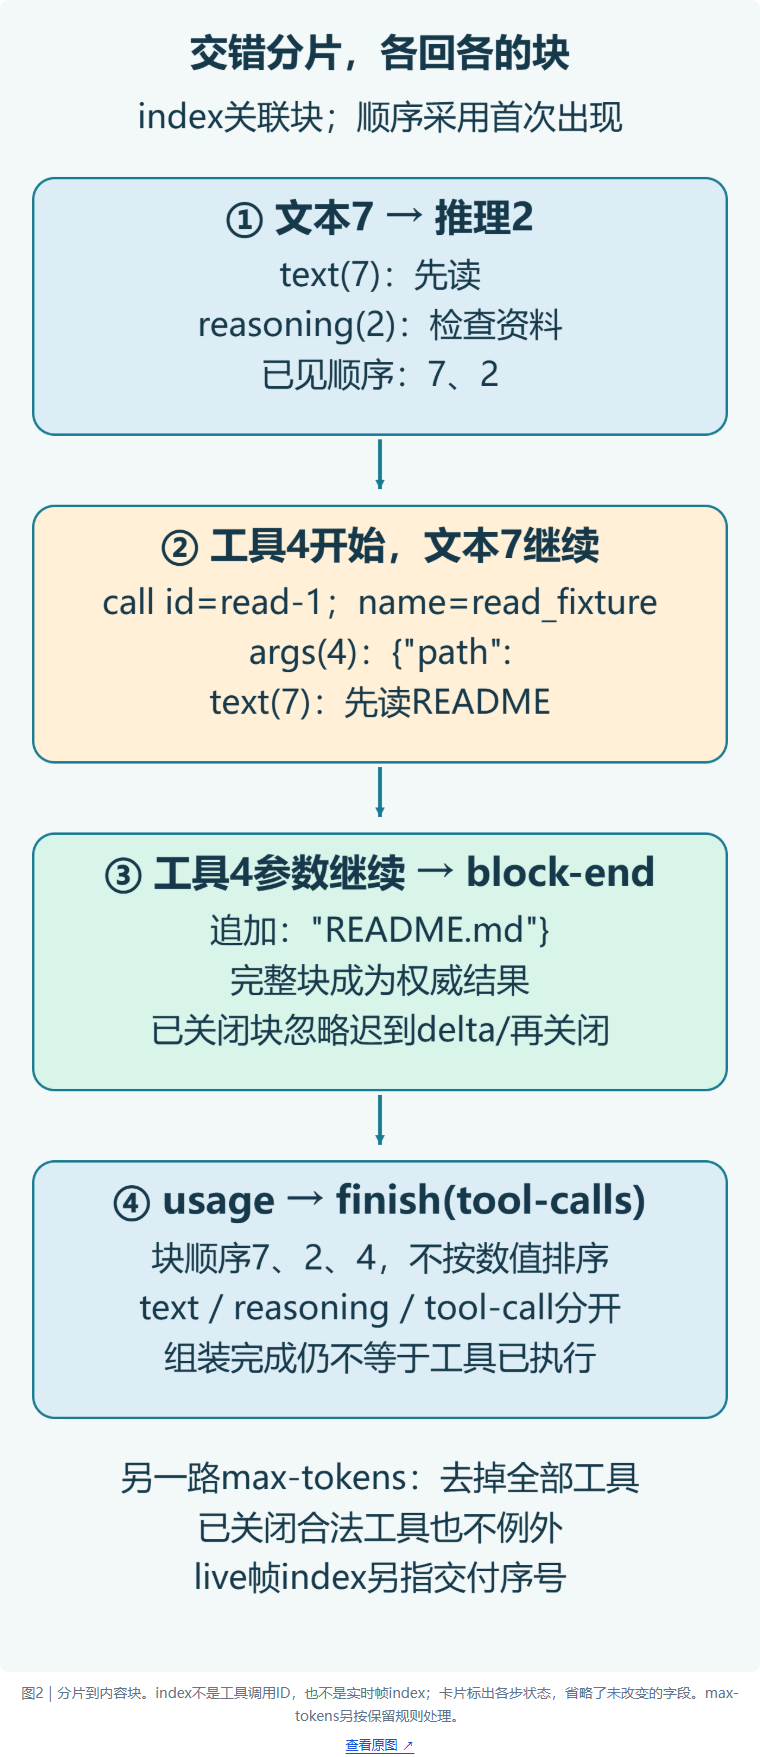 交错分片，各回各的块
index关联块；顺序采用首次出现
① 文本7 → 推理2
text(7)：先读
reasoning(2)：检查资料
已见顺序：7、2
② 工具4开始，文本7继续
call id=read-1；name=read_fixture
args(4)：{"path":
text(7)：先读README
③ 工具4参数继续 → block-end
追加："README.md"}
完整块成为权威结果
已关闭块忽略迟到delta/再关闭
④ usage → finish(tool-calls)
块顺序7、2、4，不按数值排序
text / reasoning / tool-call分开
组装完成仍不等于工具已执行
另一路max-tokens：去掉全部工具
已关闭合法工具也不例外
live帧index另指交付序号
图2｜分片到内容块。index不是工具调用ID，也不是实时帧index；卡片标出各步状态，省略了未改变的字段。max-
tokens另按保留规则处理。
查看原图 ↗